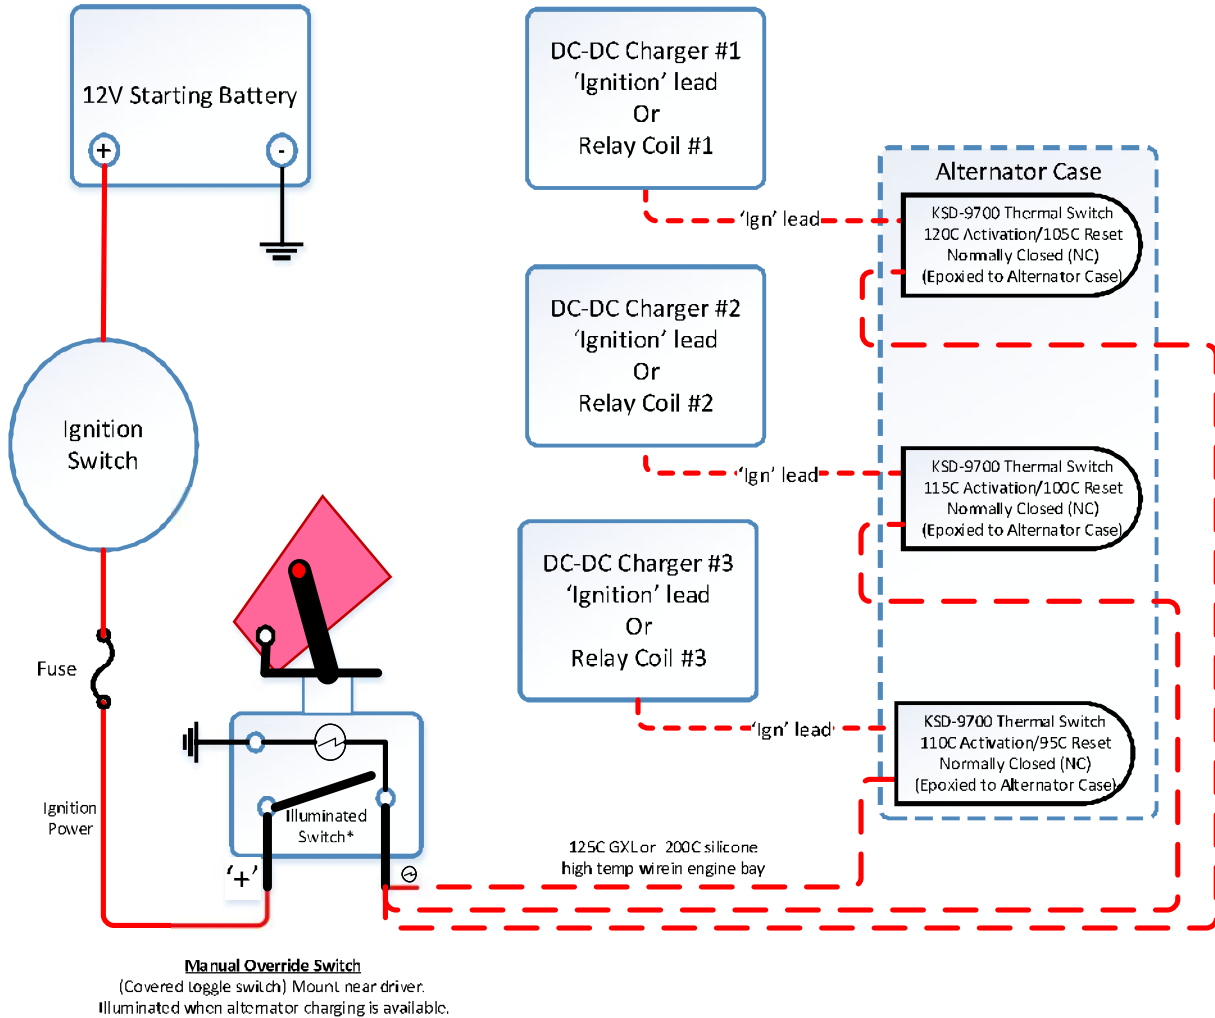 12V Starting Battery
+
-
DC-DC Charger #1
‘Ignition’ lead
Or
Relay Coil #1
‘Ign’ lead
Alternator Case
KSD-9700 Thermal Switch
120C Activation/105C Reset
Normally Closed (NC)
(Epoxied to Alternator Case)
DC-DC Charger #2
‘Ignition’ lead
Or
Relay Coil #2
‘Ign’ lead
KSD-9700 Thermal Switch
115C Activation/100C Reset
Normally Closed (NC)
(Epoxied to Alternator Case)
Ignition
Switch
DC-DC Charger #3
‘Ignition’ lead
Or
Relay Coil #3
‘Ign’ lead
KSD-9700 Thermal Switch
110C Activation/95C Reset
Normally Closed (NC)
(Epoxied to Alternator Case)
Fuse
Ignition
Power
Illuminated
Switch*
‘+’
125C GXL or 200C silicone
high temp wirein engine bay
Manual Override Switch
(Covered toggle switch) Mount near driver.
Illuminated when alternator charging is available.